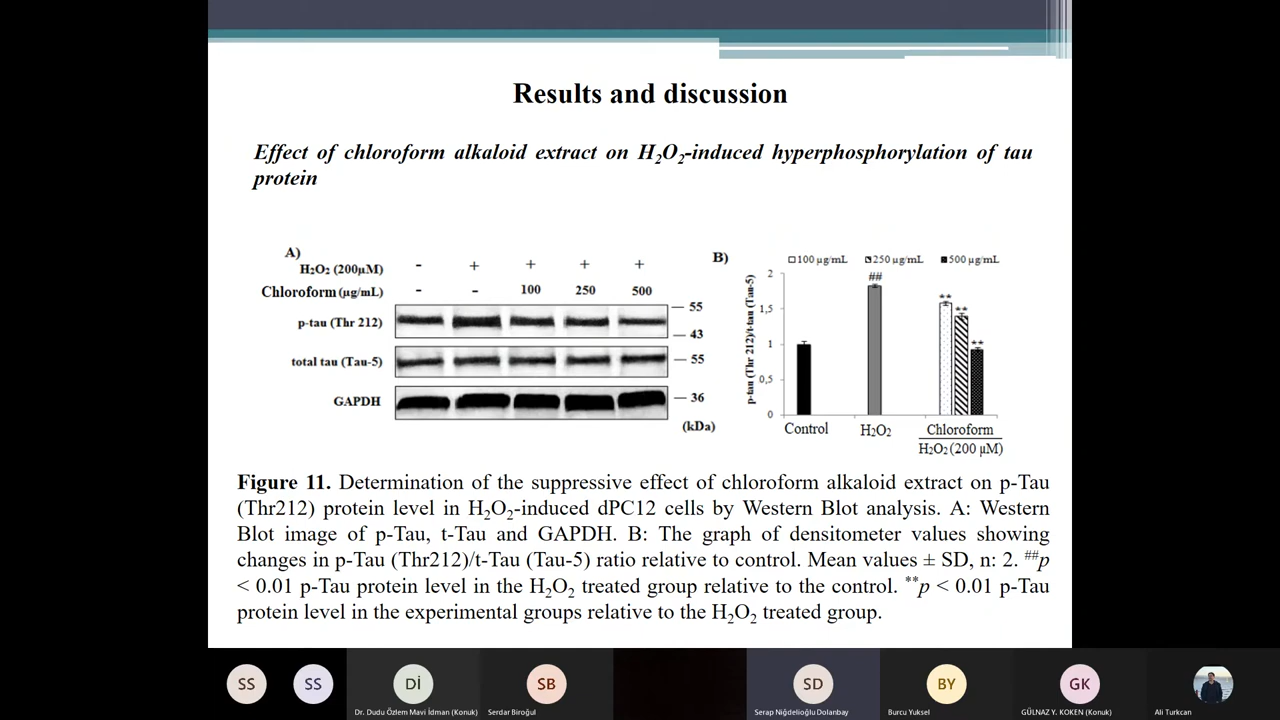 Results and discussion
Effect of chloroform alkaloid extract on H₂O₂-induced hyperphosphorylation of tau
protein
A)
H₂O₂ (200µM) - + + + +
Chloroform (µg/mL) - - 100 250 500
p-tau (Thr 212)
55
43
total tau (Tau-5)
55
GAPDH
36
(kDa)
B)
100 µg/mL 250 µg/mL 500 µg/mL
p-tau (Thr 212)/t-tau (Tau-5)
2
1,5
1
0,5
0
##
**
**
**
Control H₂O₂ Chloroform
H₂O₂ (200 µM)
Figure 11. Determination of the suppressive effect of chloroform alkaloid extract on p-Tau
(Thr212) protein level in H₂O₂-induced dPC12 cells by Western Blot analysis. A: Western
Blot image of p-Tau, t-Tau and GAPDH. B: The graph of densitometer values showing
changes in p-Tau (Thr212)/t-Tau (Tau-5) ratio relative to control. Mean values ± SD, n: 2. ##p
< 0.01 p-Tau protein level in the H₂O₂ treated group relative to the control. **p < 0.01 p-Tau
protein level in the experimental groups relative to the H₂O₂ treated group.
SS SS Dİ SB SD BY GK
Dr. Dudu Özlem Mavi İdman (Konuk) Serdar Biroğul Serap Niğdelioğlu Dolanbay Burcu Yuksel GÜLNAZ Y. KOKEN (Konuk) Ali Turkcan